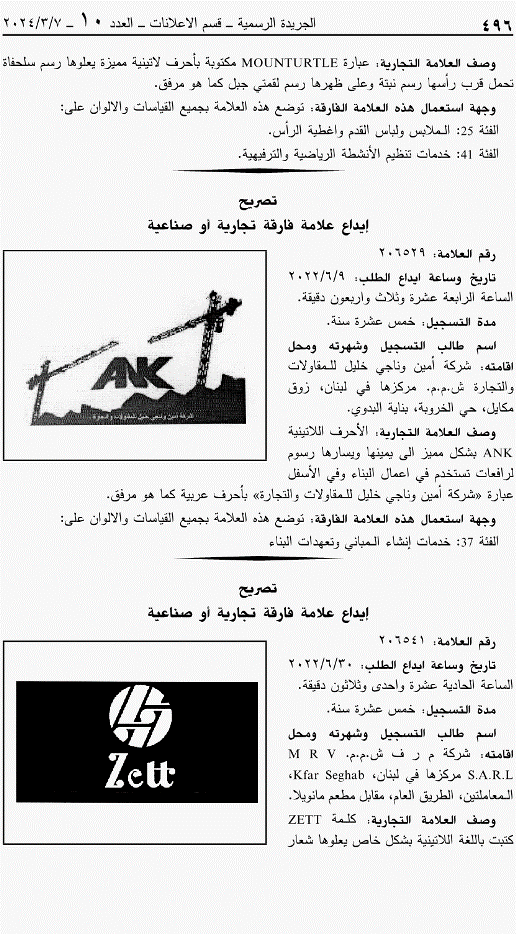 ٤٩٦
الجريدة الرسمية ــ قسم الاعلانات ــ العدد ١٠ ــ ٢٠٢٤/٣/٧
وصف العلامة التجارية: عبارة MOUNTURTLE مكتوبة بأحرف لاتينية مميزة يعلوها رسم سلحفاة
تحمل قرب رأسها رسم نبتة وعلى ظهرها رسم لقمتي جبل كما هو مرفق.
وجهة استعمال هذه العلامة الفارقة: توضع هذه العلامة بجميع القياسات والالوان على:
الفئة 25: الملابس ولباس القدم واغطية الرأس.
الفئة 41: خدمات تنظيم الأنشطة الرياضية والترفيهية.
تصريح
إيداع علامة فارقة تجارية أو صناعية
رقم العلامة: ٢٠٦٥٢٩
تاريخ وساعة ايداع الطلب: ٢٠٢٢/٦/٩
الساعة الرابعة عشرة وثلاث واربعون دقيقة.
مدة التسجيل: خمس عشرة سنة.
اسم طالب التسجيل وشهرته ومحل
اقامته: شركة أمين وناجي خليل للمقاولات
والتجارة ش.م.م. مركزها في لبنان، زوق
مكايل، حي الخروبة، بناية البدوي.
وصف العلامة التجارية: الأحرف اللاتينية
ANK بشكل مميز الى يمينها ويسارها رسوم
لرافعات تستخدم في اعمال البناء وفي الأسفل
عبارة «شركة أمين وناجي خليل للمقاولات والتجارة» بأحرف عربية كما هو مرفق.
ANK
شركة أمين وناجي خليل للمقاولات والتجارة
وجهة استعمال هذه العلامة الفارقة: توضع هذه العلامة بجميع القياسات والالوان على:
الفئة 37: خدمات إنشاء المباني وتعهدات البناء
تصريح
إيداع علامة فارقة تجارية أو صناعية
رقم العلامة: ٢٠٦٥٤١
تاريخ وساعة ايداع الطلب: ٢٠٢٢/٦/٣٠
الساعة الحادية عشرة واحدى وثلاثون دقيقة.
مدة التسجيل: خمس عشرة سنة.
اسم طالب التسجيل وشهرته ومحل
اقامته: شركة م ر ف ش.م.م. M R V
S.A.R.L مركزها في لبنان، Kfar Seghab،
المعاملتين، الطريق العام، مقابل مطعم مانويلا.
وصف العلامة التجارية: كلمة ZETT
كتبت باللغة اللاتينية بشكل خاص يعلوها شعار
Zett